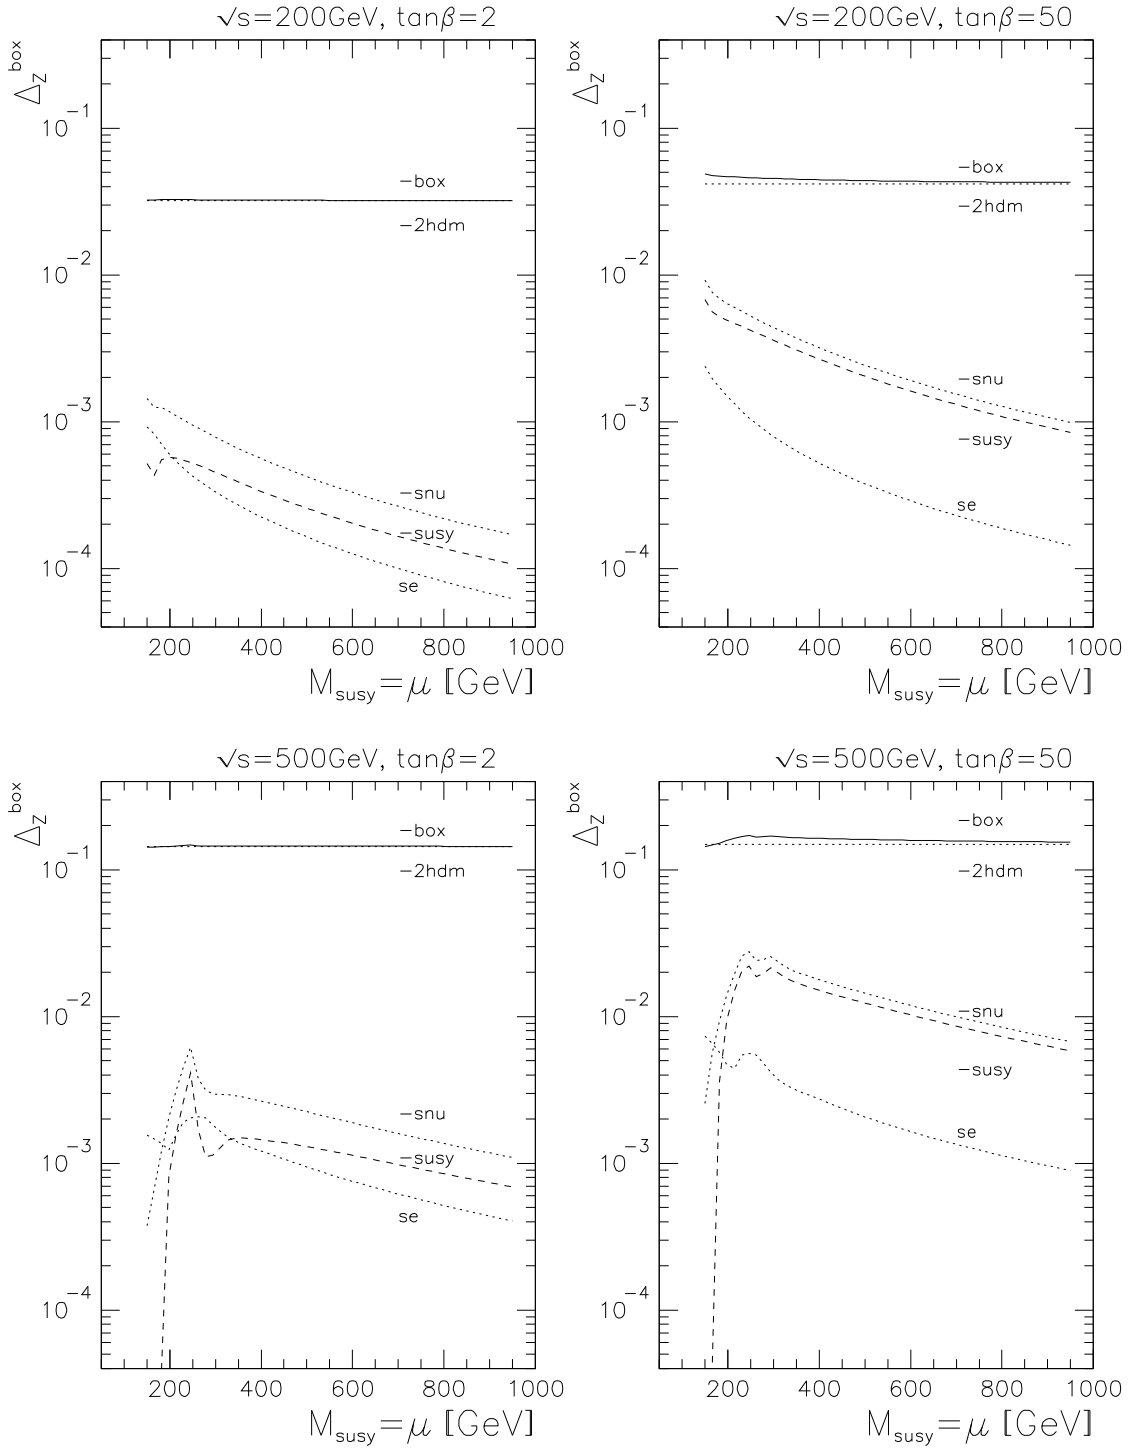 √s=200GeV, tanβ=2
Δ_Z^box
10^-1
10^-2
10^-3
10^-4
-box
-2hdm
-snu
-susy
se
200 400 600 800 1000
M_susy=μ [GeV]
√s=200GeV, tanβ=50
Δ_Z^box
10^-1
10^-2
10^-3
10^-4
-box
-2hdm
-snu
-susy
se
200 400 600 800 1000
M_susy=μ [GeV]
√s=500GeV, tanβ=2
Δ_Z^box
10^-1
10^-2
10^-3
10^-4
-box
-2hdm
-snu
-susy
se
200 400 600 800 1000
M_susy=μ [GeV]
√s=500GeV, tanβ=50
Δ_Z^box
10^-1
10^-2
10^-3
10^-4
-box
-2hdm
-snu
-susy
se
200 400 600 800 1000
M_susy=μ [GeV]